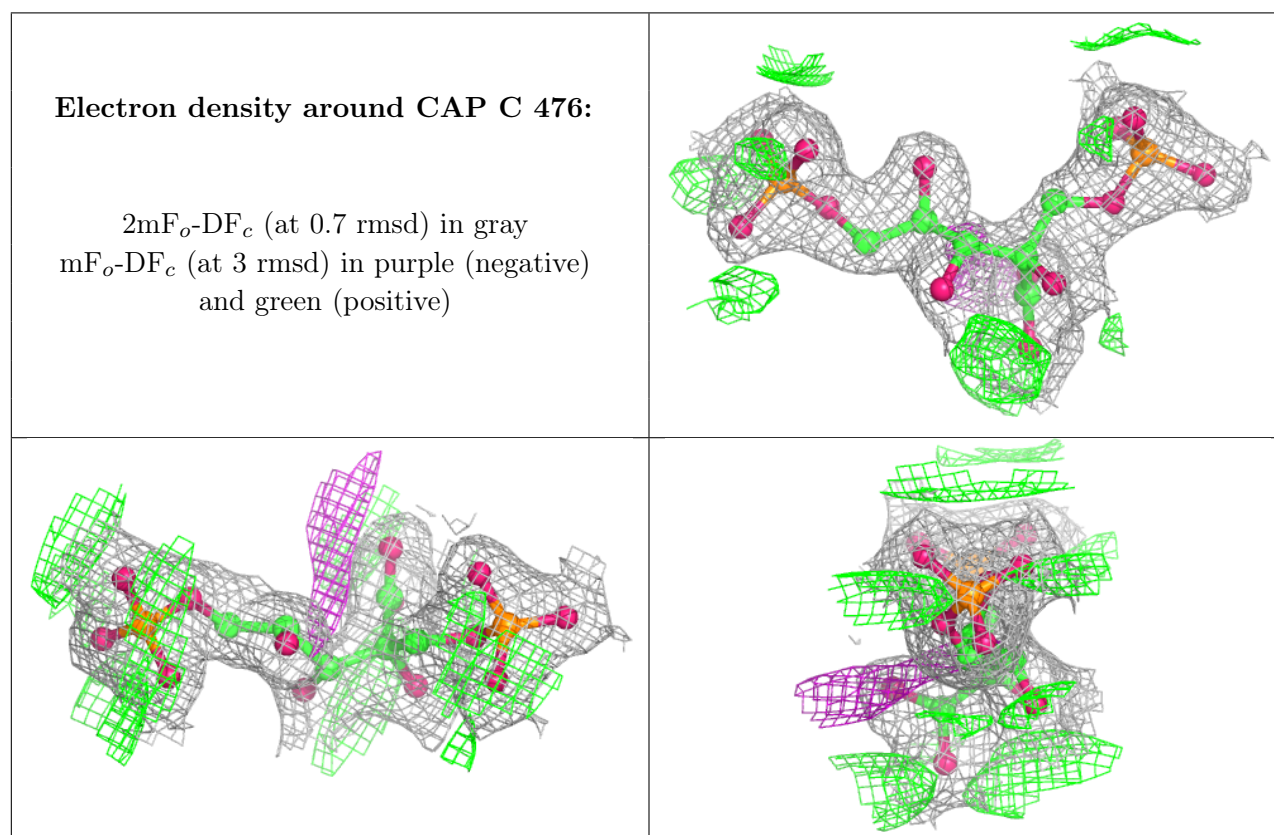 Electron density around CAP C 476:
2mFo-DFc (at 0.7 rmsd) in gray
mFo-DFc (at 3 rmsd) in purple (negative)
and green (positive)